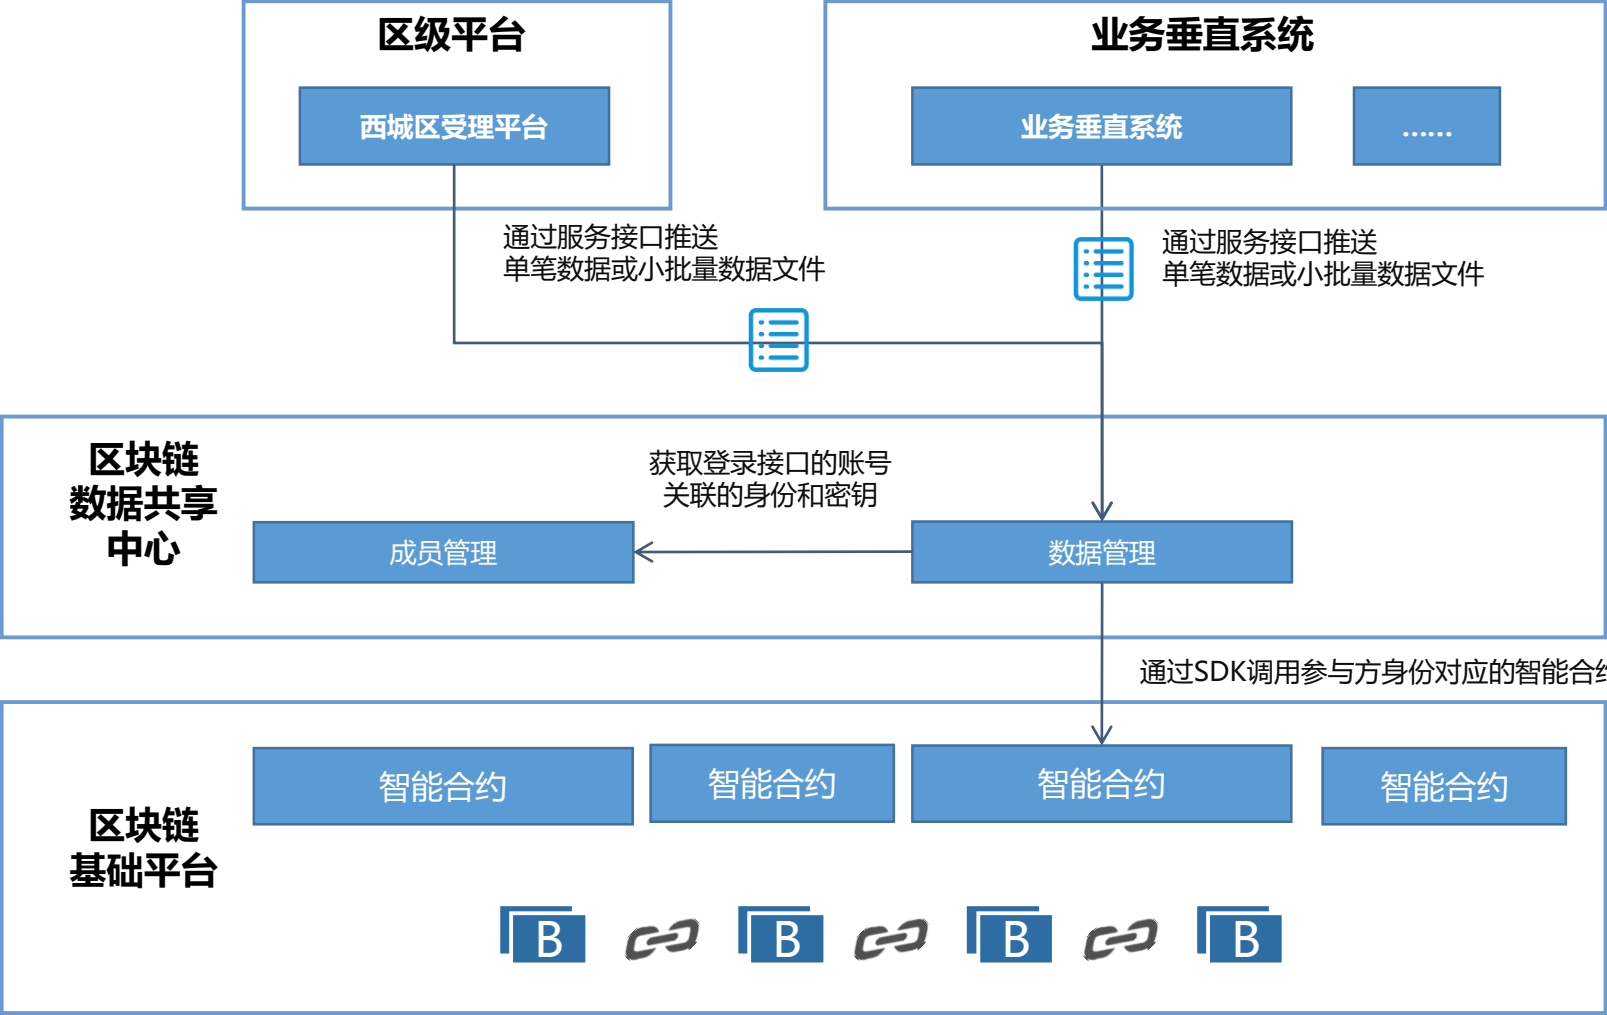 区级平台
业务垂直系统
西城区受理平台
业务垂直系统
……
通过服务接口推送
单笔数据或小批量数据文件
通过服务接口推送
单笔数据或小批量数据文件
区块链
数据共享
中心
获取登录接口的账号
关联的身份和密钥
成员管理
数据管理
通过SDK调用参与方身份对应的智能合约
区块链
基础平台
智能合约
智能合约
智能合约
智能合约
B
B
B
B